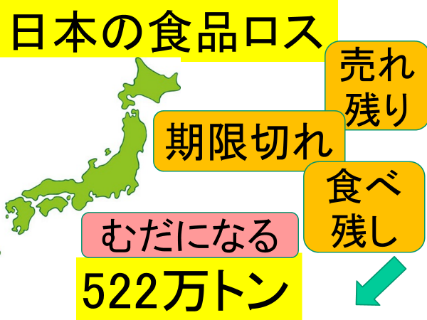 日本の食品ロス
売れ
残り
期限切れ
食べ
残し
むだになる
522万トン